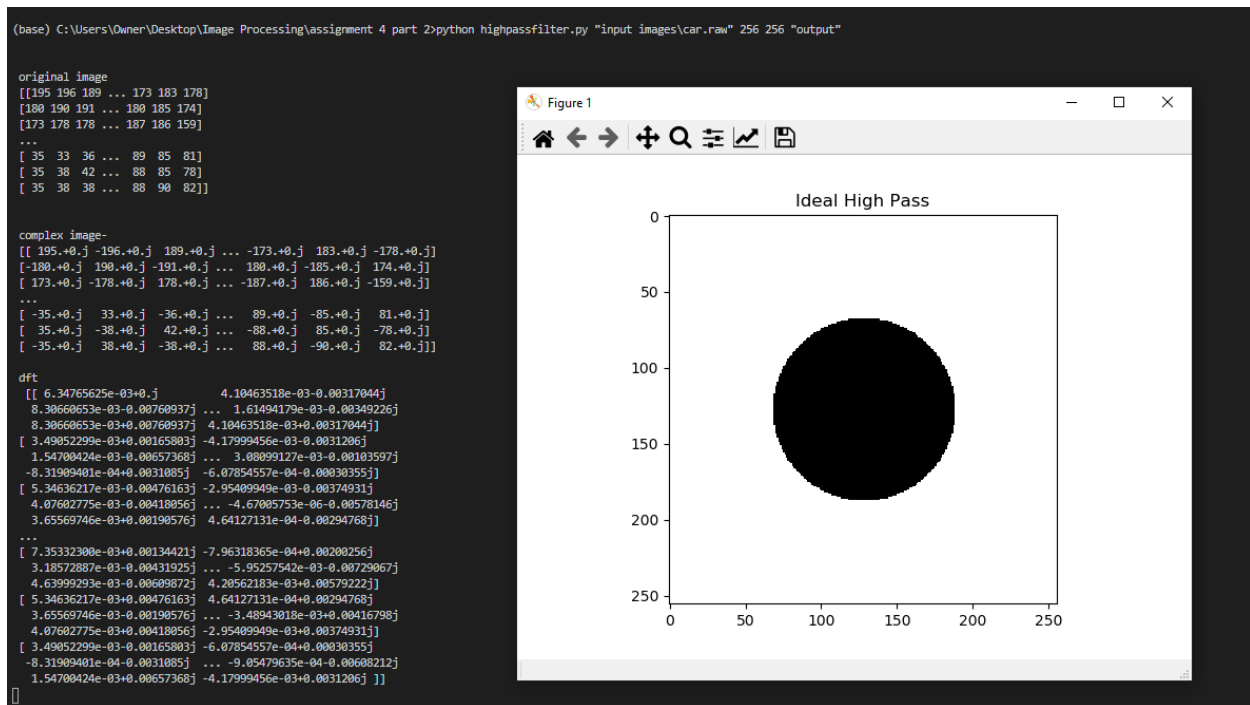 (base) C:\Users\Owner\Desktop\Image Processing\assignment 4 part 2>python highpassfilter.py "input images\car.raw" 256 256 "output"
original image
[[195 196 189 ... 173 183 178]
[180 190 191 ... 180 185 174]
[173 178 178 ... 187 186 159]
...
[ 35 33 36 ... 89 85 81]
[ 35 38 42 ... 88 85 78]
[ 35 38 38 ... 88 90 82]]
complex image-
[[ 195.+0.j -196.+0.j 189.+0.j ... -173.+0.j 183.+0.j -178.+0.j]
[-180.+0.j 190.+0.j -191.+0.j ... 180.+0.j -185.+0.j 174.+0.j]
[ 173.+0.j -178.+0.j 178.+0.j ... -187.+0.j 186.+0.j -159.+0.j]
...
[ -35.+0.j 33.+0.j -36.+0.j ... 89.+0.j -85.+0.j 81.+0.j]
[ 35.+0.j -38.+0.j 42.+0.j ... -88.+0.j 85.+0.j -78.+0.j]
[ -35.+0.j 38.+0.j -38.+0.j ... 88.+0.j -90.+0.j 82.+0.j]]
dft
[[ 6.34765625e-03+0.j 4.10463518e-03-0.00317044j
8.30660653e-03-0.00760937j ... 1.61494179e-03-0.00349226j
8.30660653e-03+0.00760937j 4.10463518e-03+0.00317044j]
[ 3.49052299e-03+0.00165803j -4.17999456e-03-0.0031206j
1.54700424e-03-0.00657368j ... 3.08099127e-03-0.00103597j
-8.31909401e-04+0.0031085j -6.07854557e-04-0.00030355j]
[ 5.34636217e-03-0.00476163j -2.95409949e-03-0.00374931j
4.07602775e-03-0.00418056j ... -4.67005753e-06-0.00578146j
3.65569746e-03+0.00190576j 4.64127131e-04-0.00294768j]
...
[ 7.35332300e-03+0.00134421j -7.96318365e-04+0.00200256j
3.18572887e-03-0.00431925j ... -5.95257542e-03-0.00729067j
4.63999293e-03-0.00609872j 4.20562183e-03+0.00579222j]
[ 5.34636217e-03+0.00476163j 4.64127131e-04+0.00294768j
3.65569746e-03-0.00190576j ... -3.48943018e-03+0.00416798j
4.07602775e-03+0.00418056j -2.95409949e-03+0.00374931j]
[ 3.49052299e-03-0.00165803j -6.07854557e-04+0.00030355j
-8.31909401e-04-0.0031085j ... -9.05479635e-04-0.00608212j
1.54700424e-03+0.00657368j -4.17999456e-03+0.0031206j ]]
Figure 1
Ideal High Pass
0
50
100
150
200
250
0 50 100 150 200 250